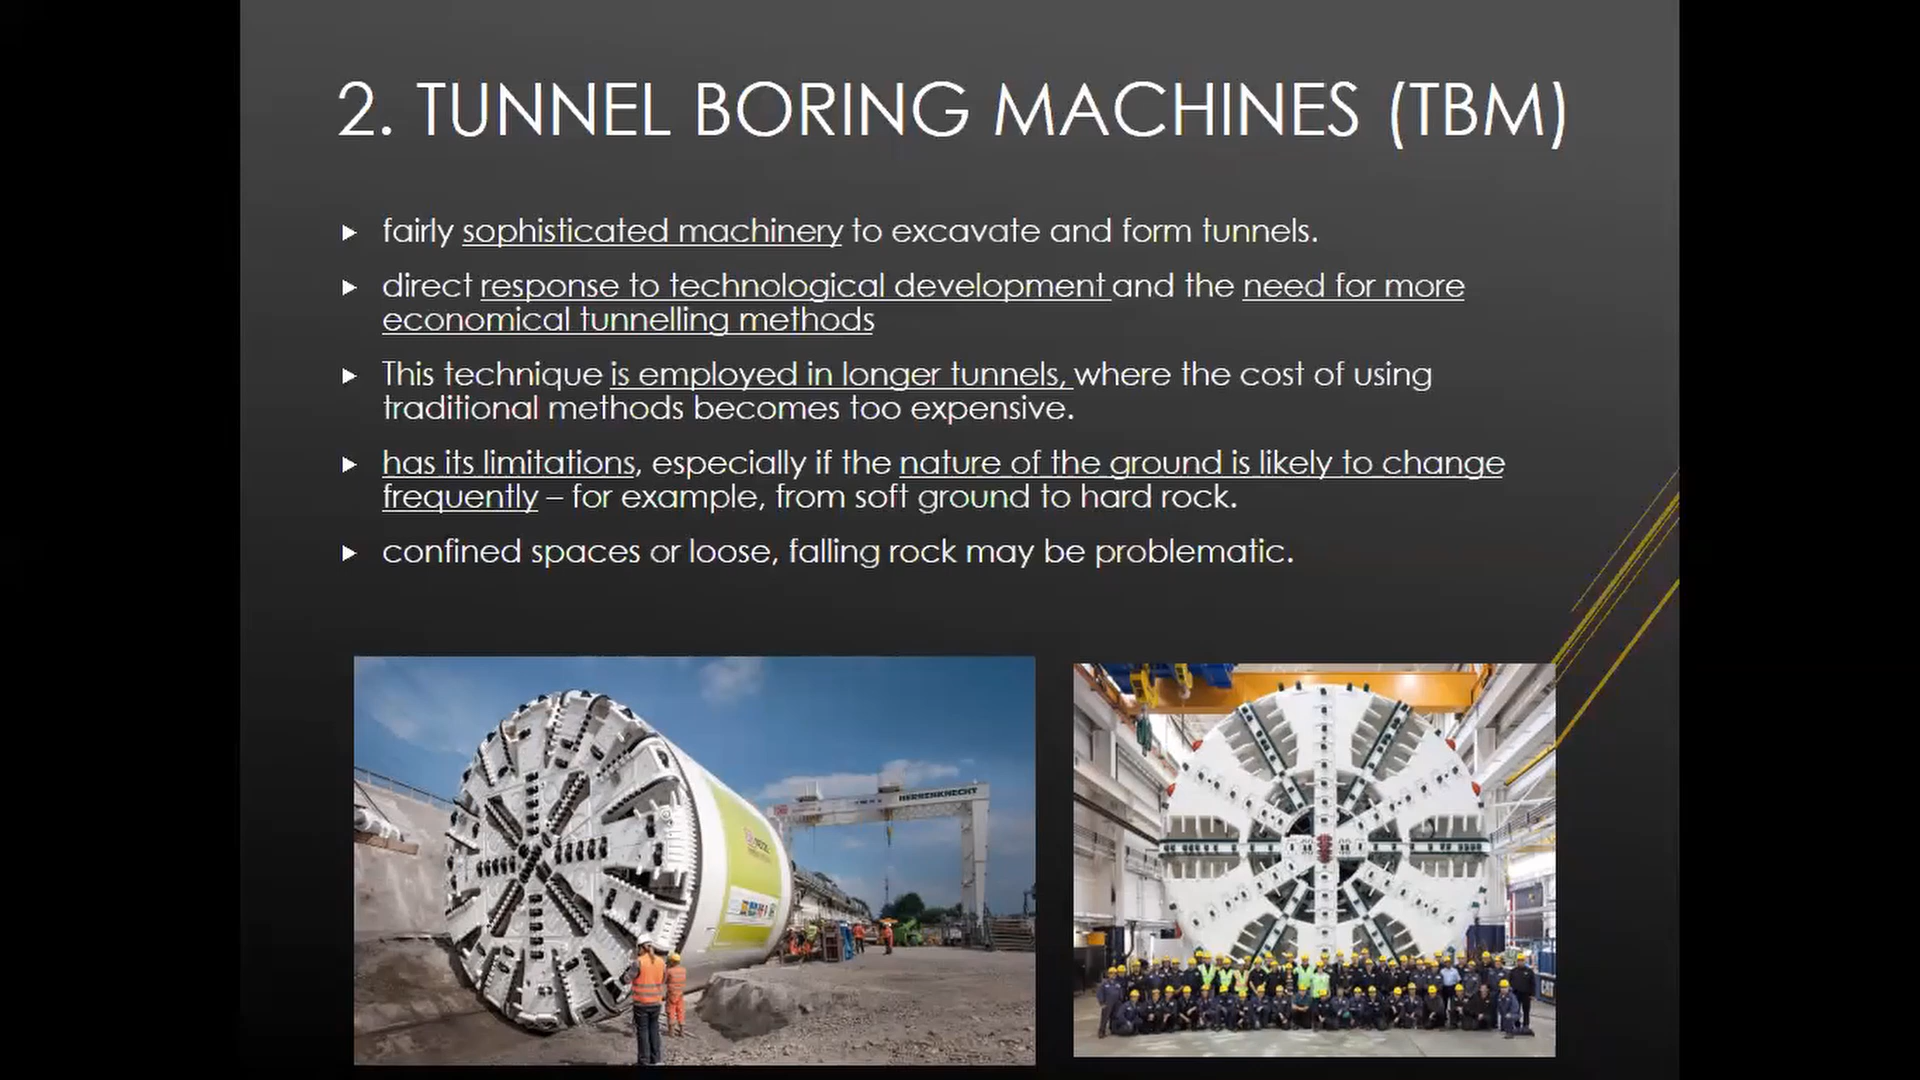 2. TUNNEL BORING MACHINES (TBM)
fairly sophisticated machinery to excavate and form tunnels.
direct response to technological development and the need for more
economical tunnelling methods
This technique is employed in longer tunnels, where the cost of using
traditional methods becomes too expensive.
has its limitations, especially if the nature of the ground is likely to change
frequently – for example, from soft ground to hard rock.
confined spaces or loose, falling rock may be problematic.
HERRENKNECHT
CAT